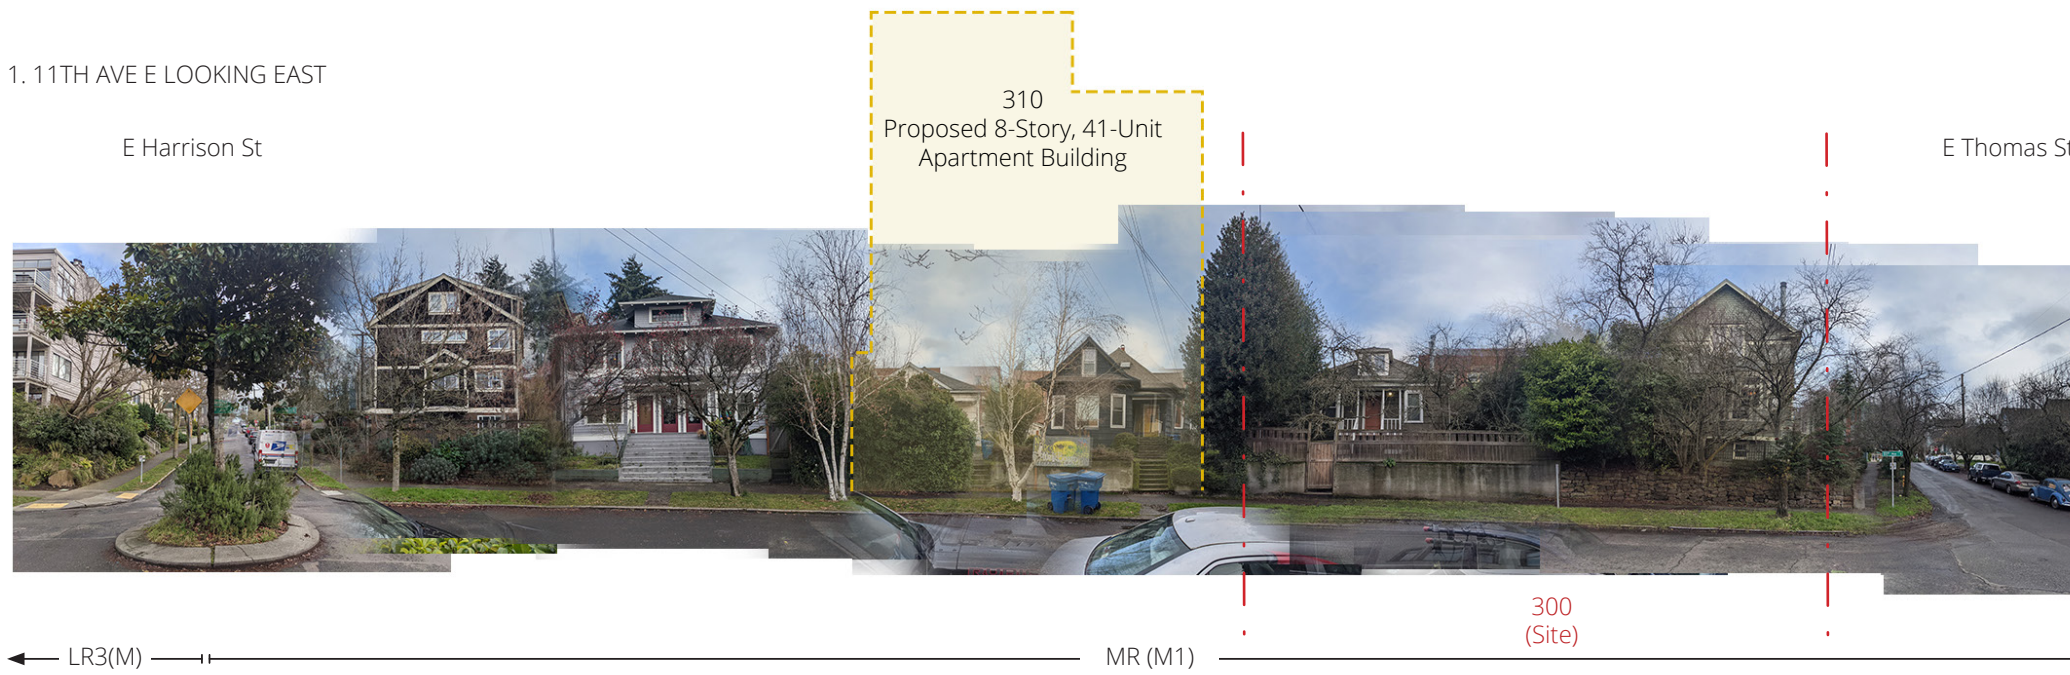 1. 11TH AVE E LOOKING EAST
E Harrison St
310
Proposed 8-Story, 41-Unit
Apartment Building
E Thomas St
300
(Site)
LR3(M)
MR (M1)